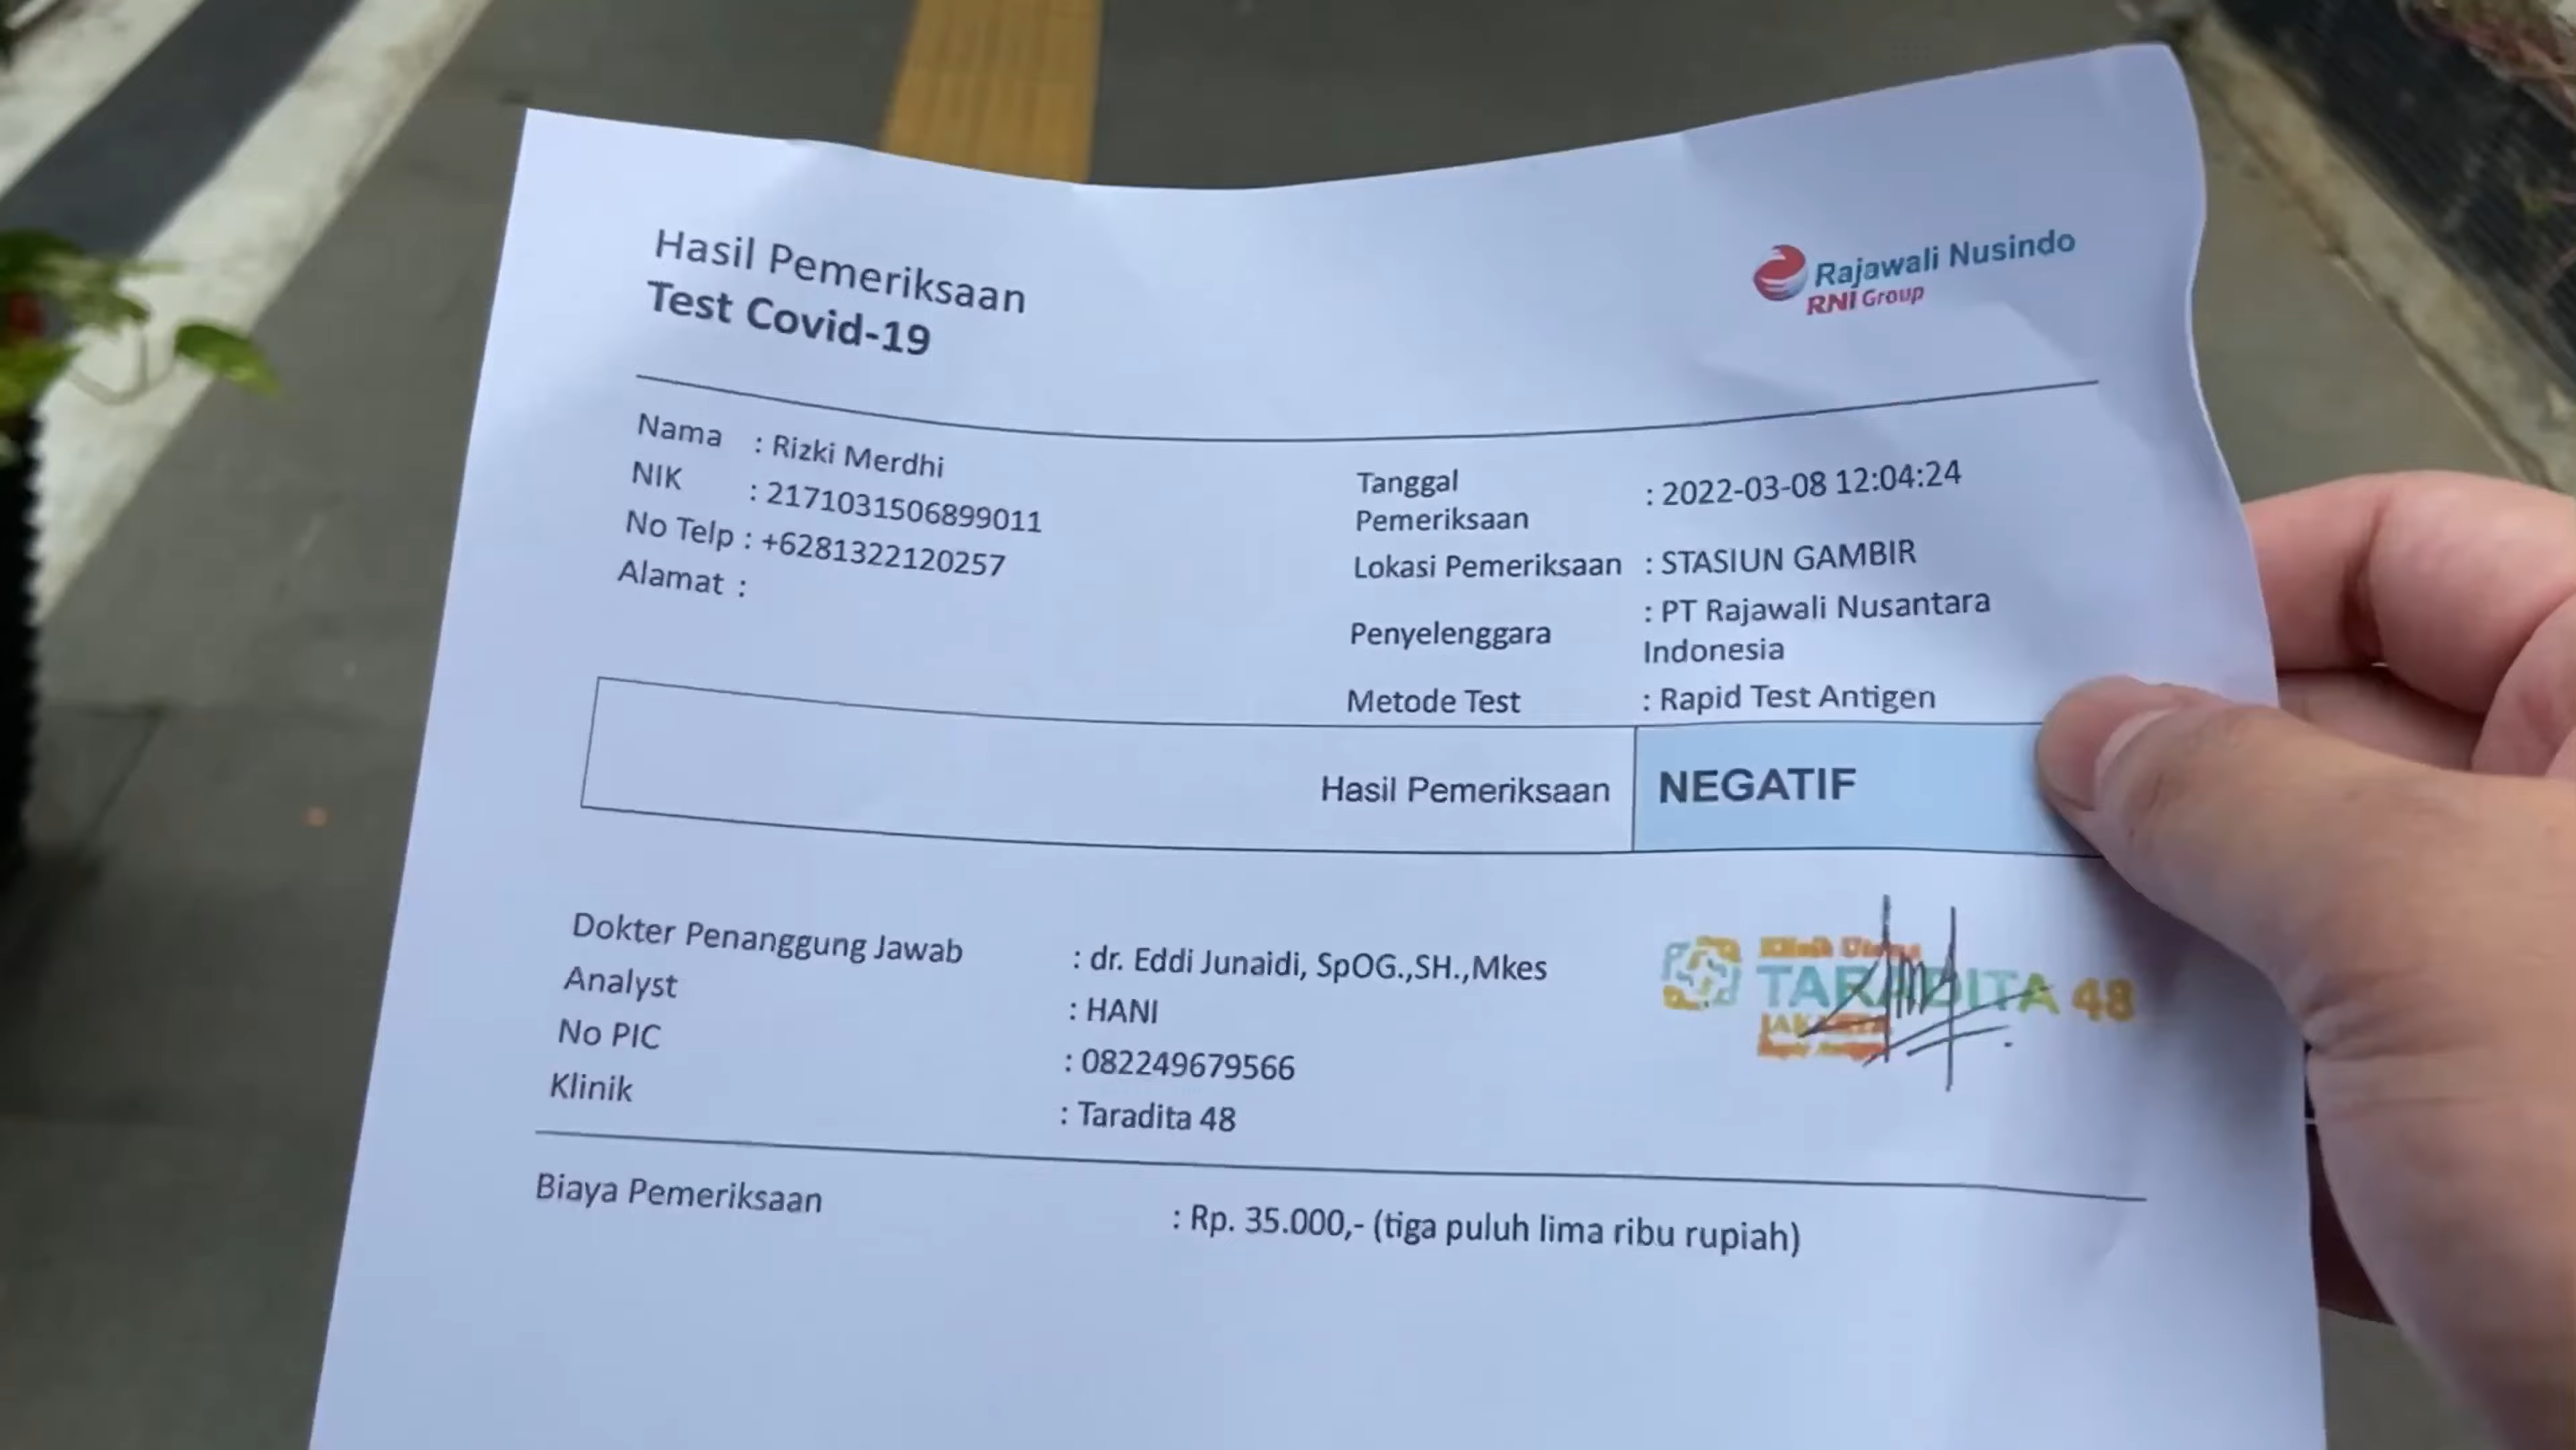 Hasil Pemeriksaan
Test Covid-19
Rajawali Nusindo
RNI Group
Nama : Rizki Merdhi
NIK : 2171031506899011
No Telp : +6281322120257
Alamat :
Tanggal
Pemeriksaan : 2022-03-08 12:04:24
Lokasi Pemeriksaan : STASIUN GAMBIR
Penyelenggara : PT Rajawali Nusantara
Indonesia
Metode Test : Rapid Test Antigen
Hasil Pemeriksaan NEGATIF
Dokter Penanggung Jawab : dr. Eddi Junaidi, SpOG.,SH.,Mkes
Analyst : HANI
No PIC : 082249679566
Klinik : Taradita 48
TARADITA 48
Biaya Pemeriksaan : Rp. 35.000,- (tiga puluh lima ribu rupiah)